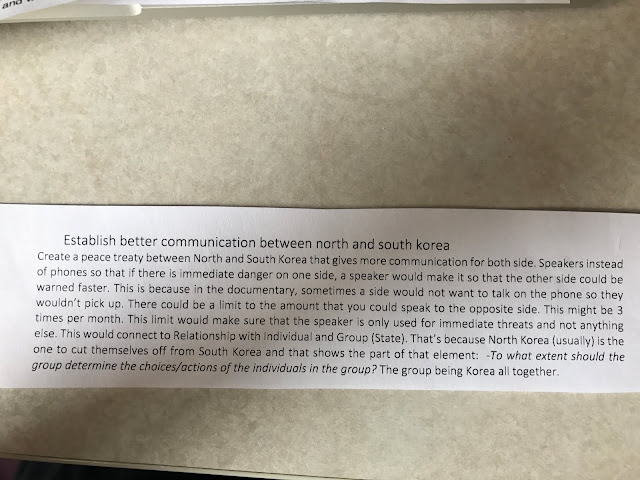 and
Establish better communication between north and south korea
Create a peace treaty between North and South Korea that gives more communication for both side. Speakers instead
of phones so that if there is immediate danger on one side, a speaker would make it so that the other side could be
warned faster. This is because in the documentary, sometimes a side would not want to talk on the phone so they
wouldn't pick up. There could be a limit to the amount that you could speak to the opposite side. This might be 3
times per month. This limit would make sure that the speaker is only used for immediate threats and not anything
else. This would connect to Relationship with Individual and Group (State). That's because North Korea (usually) is the
one to cut themselves off from South Korea and that shows the part of that element: -To what extent should the
group determine the choices/actions of the individuals in the group? The group being Korea all together.